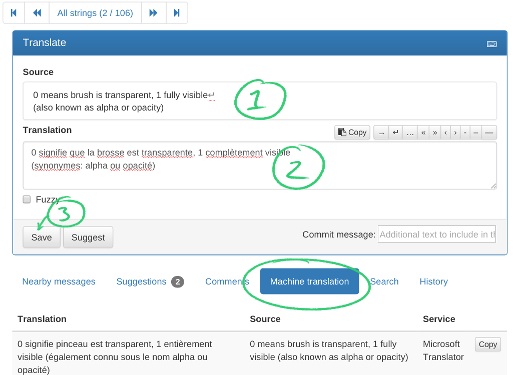 All strings (2 / 106)
Translate
Source
0 means brush is transparent, 1 fully visible↵
(also known as alpha or opacity)
1
Translation
Copy → ↵ … « » ‹ › - – —
0 signifie que la brosse est transparente, 1 complètement visible
(synonymes: alpha ou opacité)
2
Fuzzy
3
Save Suggest Commit message: Additional text to include in th
Nearby messages Suggestions 2 Comments Machine translation Search History
Translation Source Service
0 signifie pinceau est transparent, 1 entièrement 0 means brush is transparent, 1 fully Microsoft Copy
visible (également connu sous le nom alpha ou visible (also known as alpha or opacity) Translator
opacité)